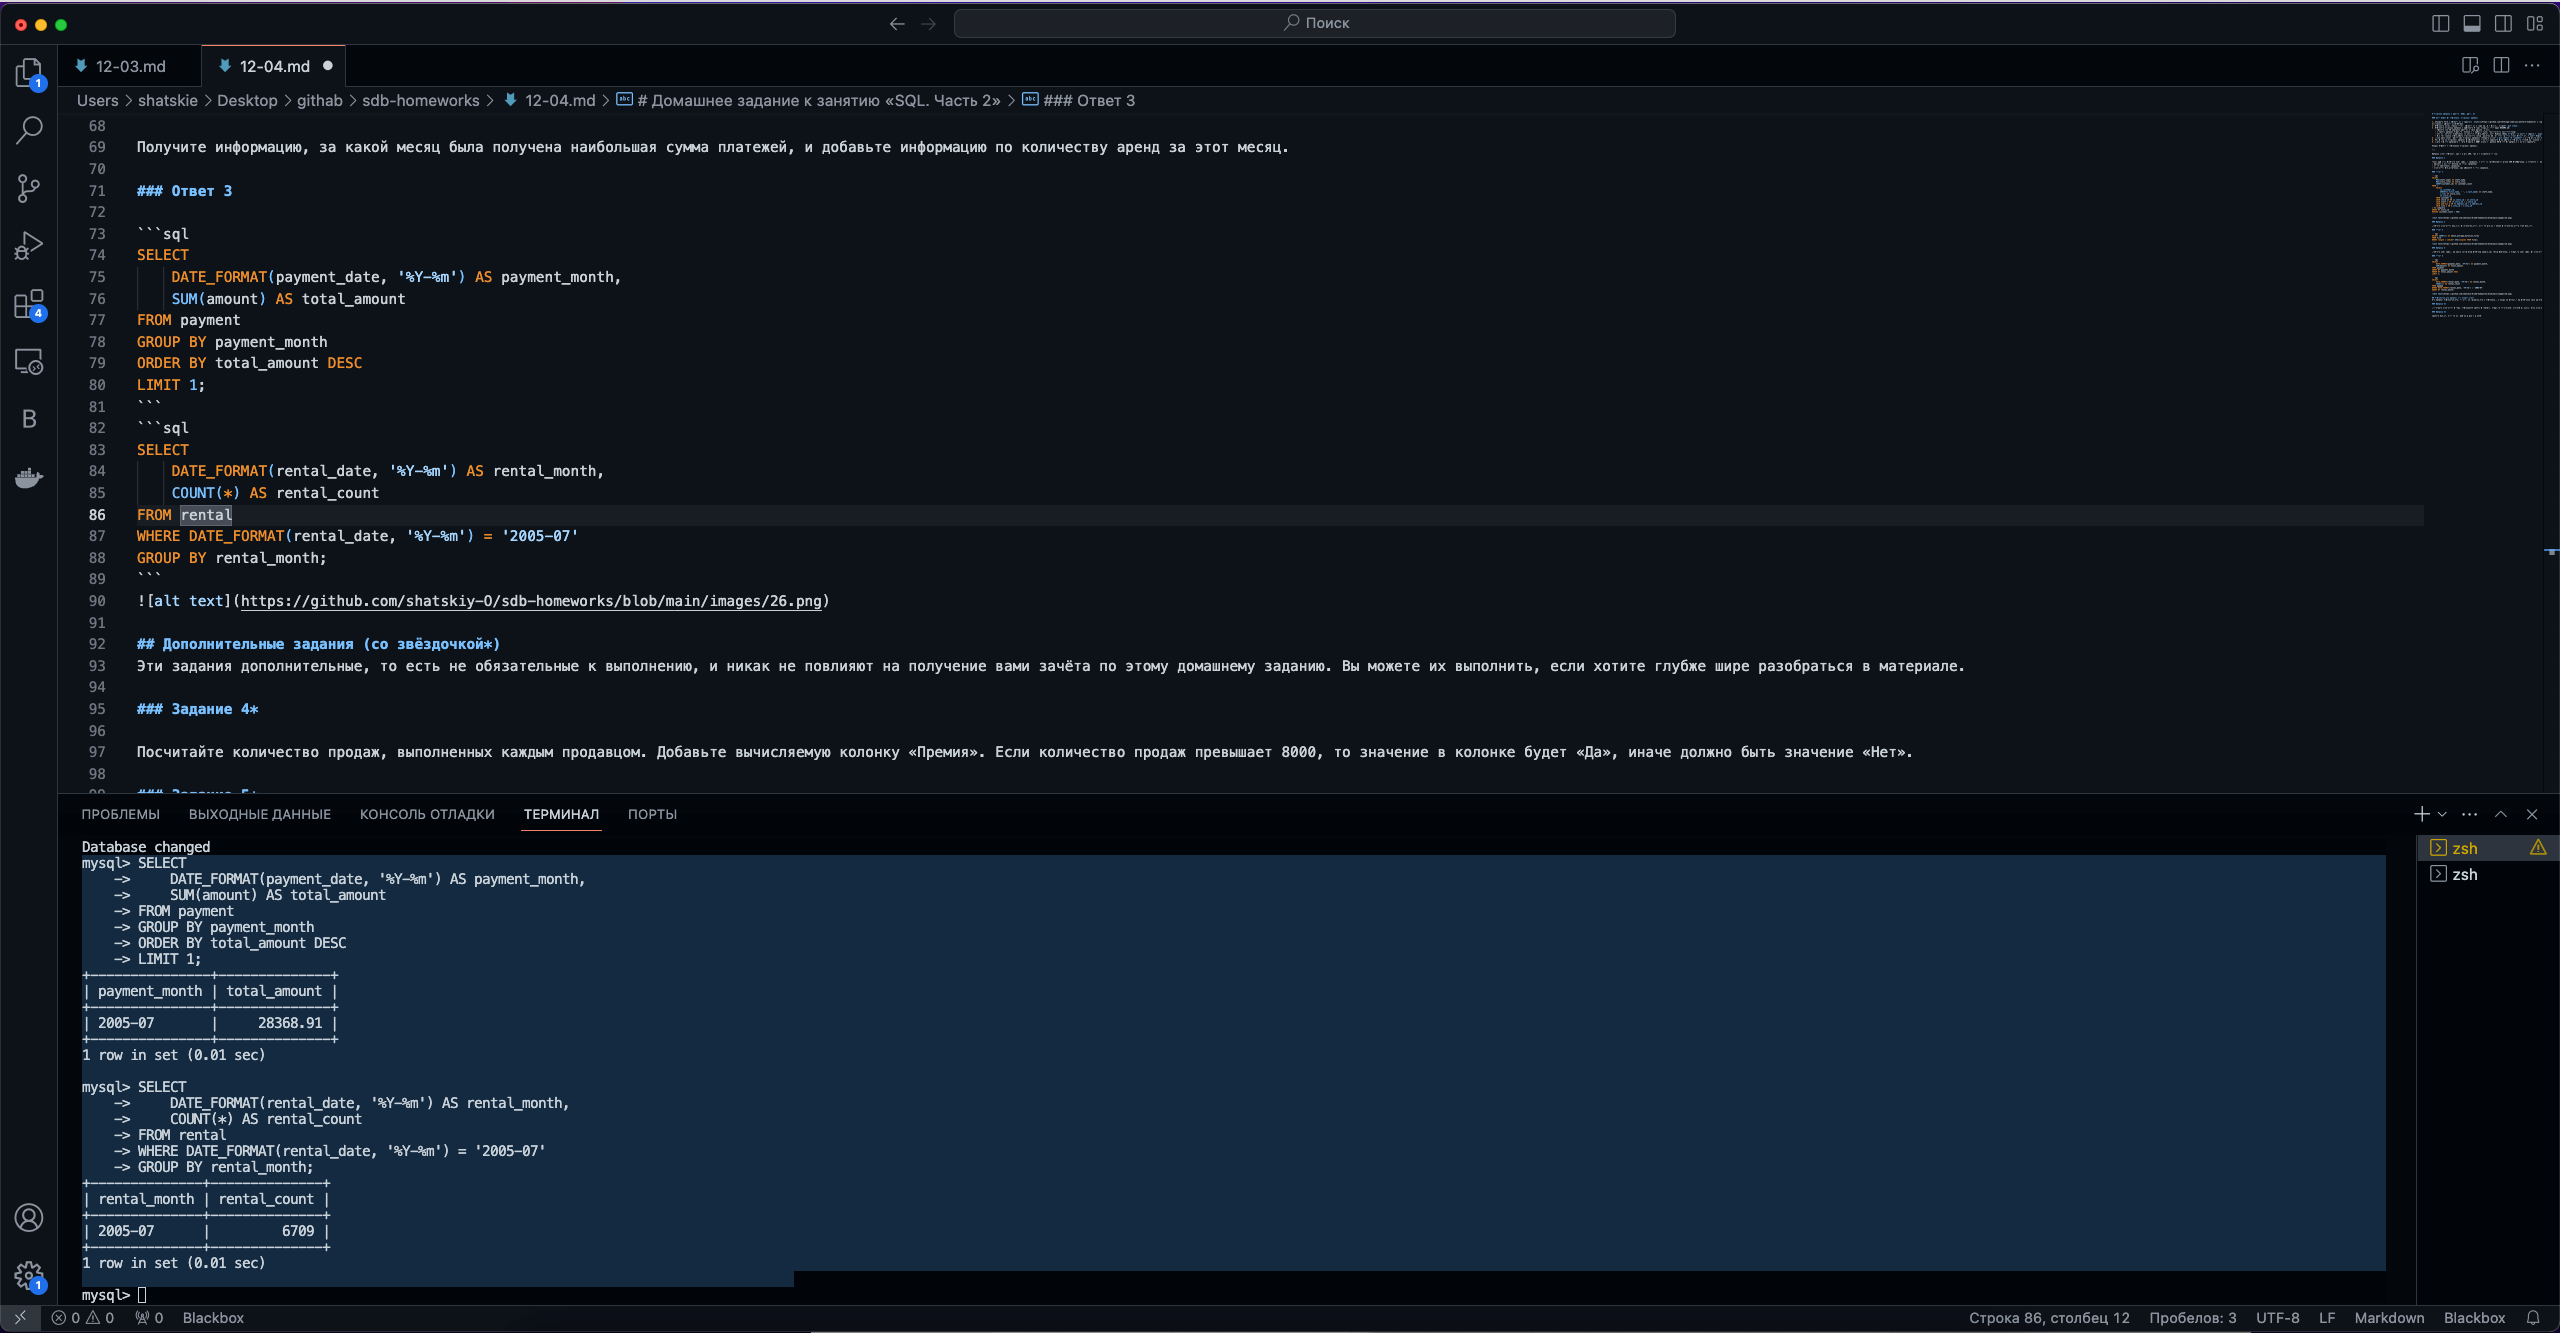 Поиск
12-03.md
12-04.md
Users > shatskie > Desktop > githab > sdb-homeworks > 12-04.md > # Домашнее задание к занятию «SQL. Часть 2» > ### Ответ 3
1
4
B
1
68
69 Получите информацию, за какой месяц была получена наибольшая сумма платежей, и добавьте информацию по количеству аренд за этот месяц.
70
71 ### Ответ 3
72
73 ```sql
74 SELECT
75     DATE_FORMAT(payment_date, '%Y-%m') AS payment_month,
76     SUM(amount) AS total_amount
77 FROM payment
78 GROUP BY payment_month
79 ORDER BY total_amount DESC
80 LIMIT 1;
81 ```
82 ```sql
83 SELECT
84     DATE_FORMAT(rental_date, '%Y-%m') AS rental_month,
85     COUNT(*) AS rental_count
86 FROM rental
87 WHERE DATE_FORMAT(rental_date, '%Y-%m') = '2005-07'
88 GROUP BY rental_month;
89 ```
90 ![alt text](https://github.com/shatskiy-O/sdb-homeworks/blob/main/images/26.png)
91
92 ## Дополнительные задания (со звёздочкой*)
93 Эти задания дополнительные, то есть не обязательные к выполнению, и никак не повлияют на получение вами зачёта по этому домашнему заданию. Вы можете их выполнить, если хотите глубже шире разобраться в материале.
94
95 ### Задание 4*
96
97 Посчитайте количество продаж, выполненных каждым продавцом. Добавьте вычисляемую колонку «Премия». Если количество продаж превышает 8000, то значение в колонке будет «Да», иначе должно быть значение «Нет».
98
ПРОБЛЕМЫ ВЫХОДНЫЕ ДАННЫЕ КОНСОЛЬ ОТЛАДКИ ТЕРМИНАЛ ПОРТЫ
zsh
zsh
Database changed
mysql> SELECT
    ->     DATE_FORMAT(payment_date, '%Y-%m') AS payment_month,
    ->     SUM(amount) AS total_amount
    -> FROM payment
    -> GROUP BY payment_month
    -> ORDER BY total_amount DESC
    -> LIMIT 1;
+---------------+--------------+
| payment_month | total_amount |
+---------------+--------------+
| 2005-07       |     28368.91 |
+---------------+--------------+
1 row in set (0.01 sec)
mysql> SELECT
    ->     DATE_FORMAT(rental_date, '%Y-%m') AS rental_month,
    ->     COUNT(*) AS rental_count
    -> FROM rental
    -> WHERE DATE_FORMAT(rental_date, '%Y-%m') = '2005-07'
    -> GROUP BY rental_month;
+--------------+--------------+
| rental_month | rental_count |
+--------------+--------------+
| 2005-07      |         6709 |
+--------------+--------------+
1 row in set (0.01 sec)
mysql>
0 0 0 Blackbox Строка 86, столбец 12 Пробелов: 3 UTF-8 LF Markdown Blackbox